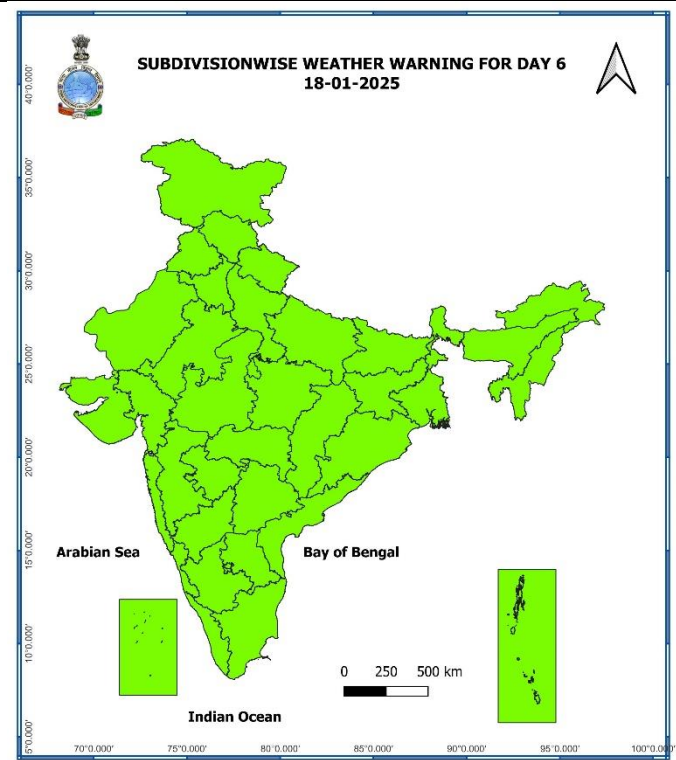 SUBDIVISIONWISE WEATHER WARNING FOR DAY 6
18-01-2025
40°0.000'
35°0.000'
30°0.000'
25°0.000'
20°0.000'
15°0.000'
10°0.000'
5°0.000'
Arabian Sea
Bay of Bengal
0 250 500 km
Indian Ocean
70°0.000' 75°0.000' 80°0.000' 85°0.000' 90°0.000' 95°0.000' 100°0.000'